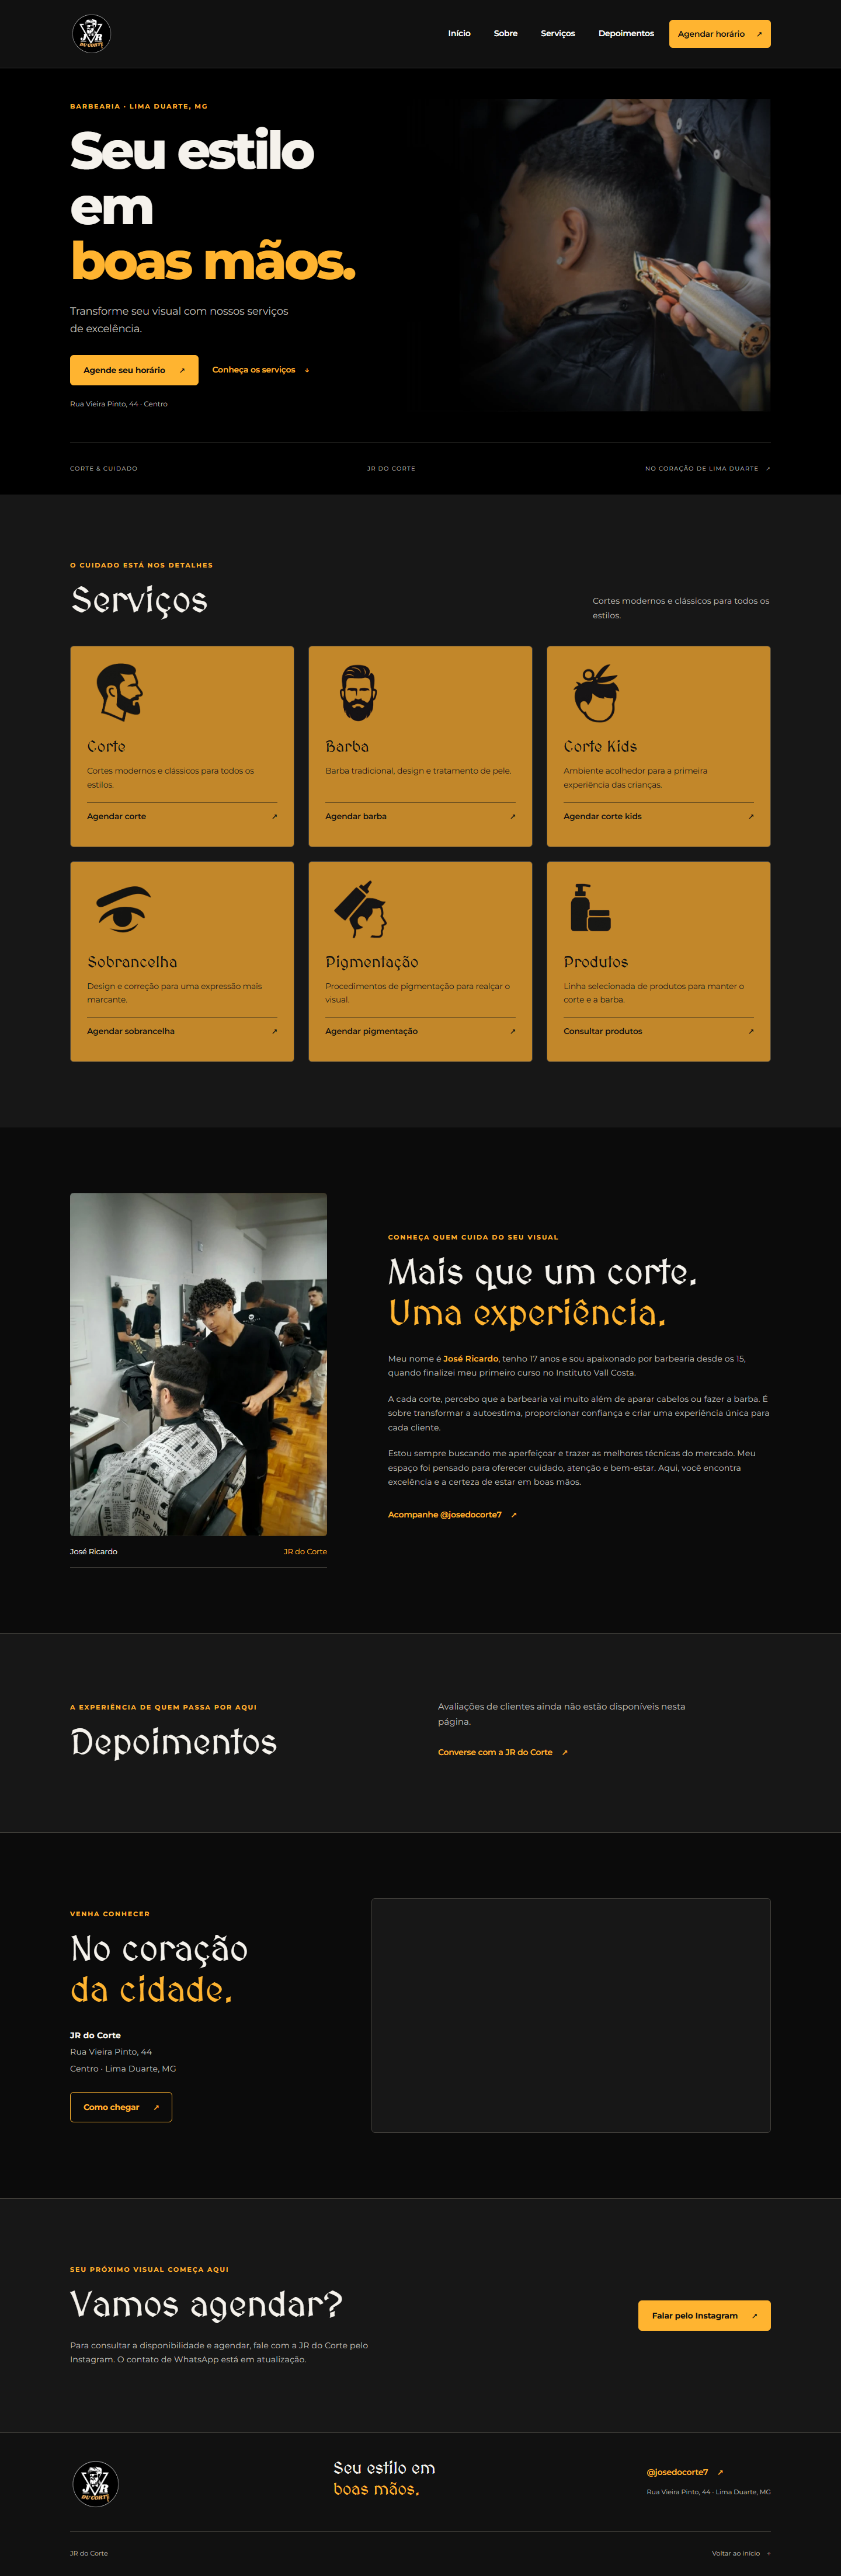 JR
DU CORTE
Início Sobre Serviços Depoimentos Agendar horário ↗
BARBEARIA · LIMA DUARTE, MG
Seu estilo
em
boas mãos.
Transforme seu visual com nossos serviços
de excelência.
Agende seu horário ↗ Conheça os serviços ↓
Rua Vieira Pinto, 44 · Centro
CORTE & CUIDADO JR DO CORTE NO CORAÇÃO DE LIMA DUARTE ↗
O CUIDADO ESTÁ NOS DETALHES
Serviços
Cortes modernos e clássicos para todos os
estilos.
Corte
Cortes modernos e clássicos para todos os
estilos.
Agendar corte ↗
Barba
Barba tradicional, design e tratamento de pele.
Agendar barba ↗
Corte Kids
Ambiente acolhedor para a primeira
experiência das crianças.
Agendar corte kids ↗
Sobrancelha
Design e correção para uma expressão mais
marcante.
Agendar sobrancelha ↗
Pigmentação
Procedimentos de pigmentação para realçar o
visual.
Agendar pigmentação ↗
Produtos
Linha selecionada de produtos para manter o
corte e a barba.
Consultar produtos ↗
José Ricardo JR do Corte
CONHEÇA QUEM CUIDA DO SEU VISUAL
Mais que um corte.
Uma experiência.
Meu nome é José Ricardo, tenho 17 anos e sou apaixonado por barbearia desde os 15,
quando finalizei meu primeiro curso no Instituto Vall Costa.
A cada corte, percebo que a barbearia vai muito além de aparar cabelos ou fazer a barba. É
sobre transformar a autoestima, proporcionar confiança e criar uma experiência única para
cada cliente.
Estou sempre buscando me aperfeiçoar e trazer as melhores técnicas do mercado. Meu
espaço foi pensado para oferecer cuidado, atenção e bem-estar. Aqui, você encontra
excelência e a certeza de estar em boas mãos.
Acompanhe @josedocorte7 ↗
A EXPERIÊNCIA DE QUEM PASSA POR AQUI
Depoimentos
Avaliações de clientes ainda não estão disponíveis nesta
página.
Converse com a JR do Corte ↗
VENHA CONHECER
No coração
da cidade.
JR do Corte
Rua Vieira Pinto, 44
Centro · Lima Duarte, MG
Como chegar ↗
SEU PRÓXIMO VISUAL COMEÇA AQUI
Vamos agendar?
Para consultar a disponibilidade e agendar, fale com a JR do Corte pelo
Instagram. O contato de WhatsApp está em atualização.
Falar pelo Instagram ↗
JR
DU CORTE
Seu estilo em
boas mãos.
@josedocorte7 ↗
Rua Vieira Pinto, 44 · Lima Duarte, MG
JR do Corte
Voltar ao início ↑